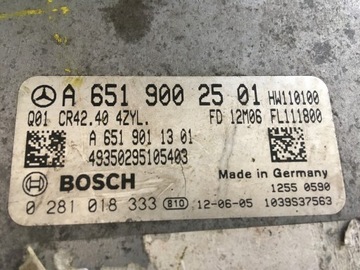 A 651 900 25 01 HW110100
Q01 CR42.40 4ZYL. FD 12M06 FL111800
A 651 901 13 01
49350295105403
BOSCH Made in Germany
1255 0590
0 281 018 333 810 12-06-05 1039S37563